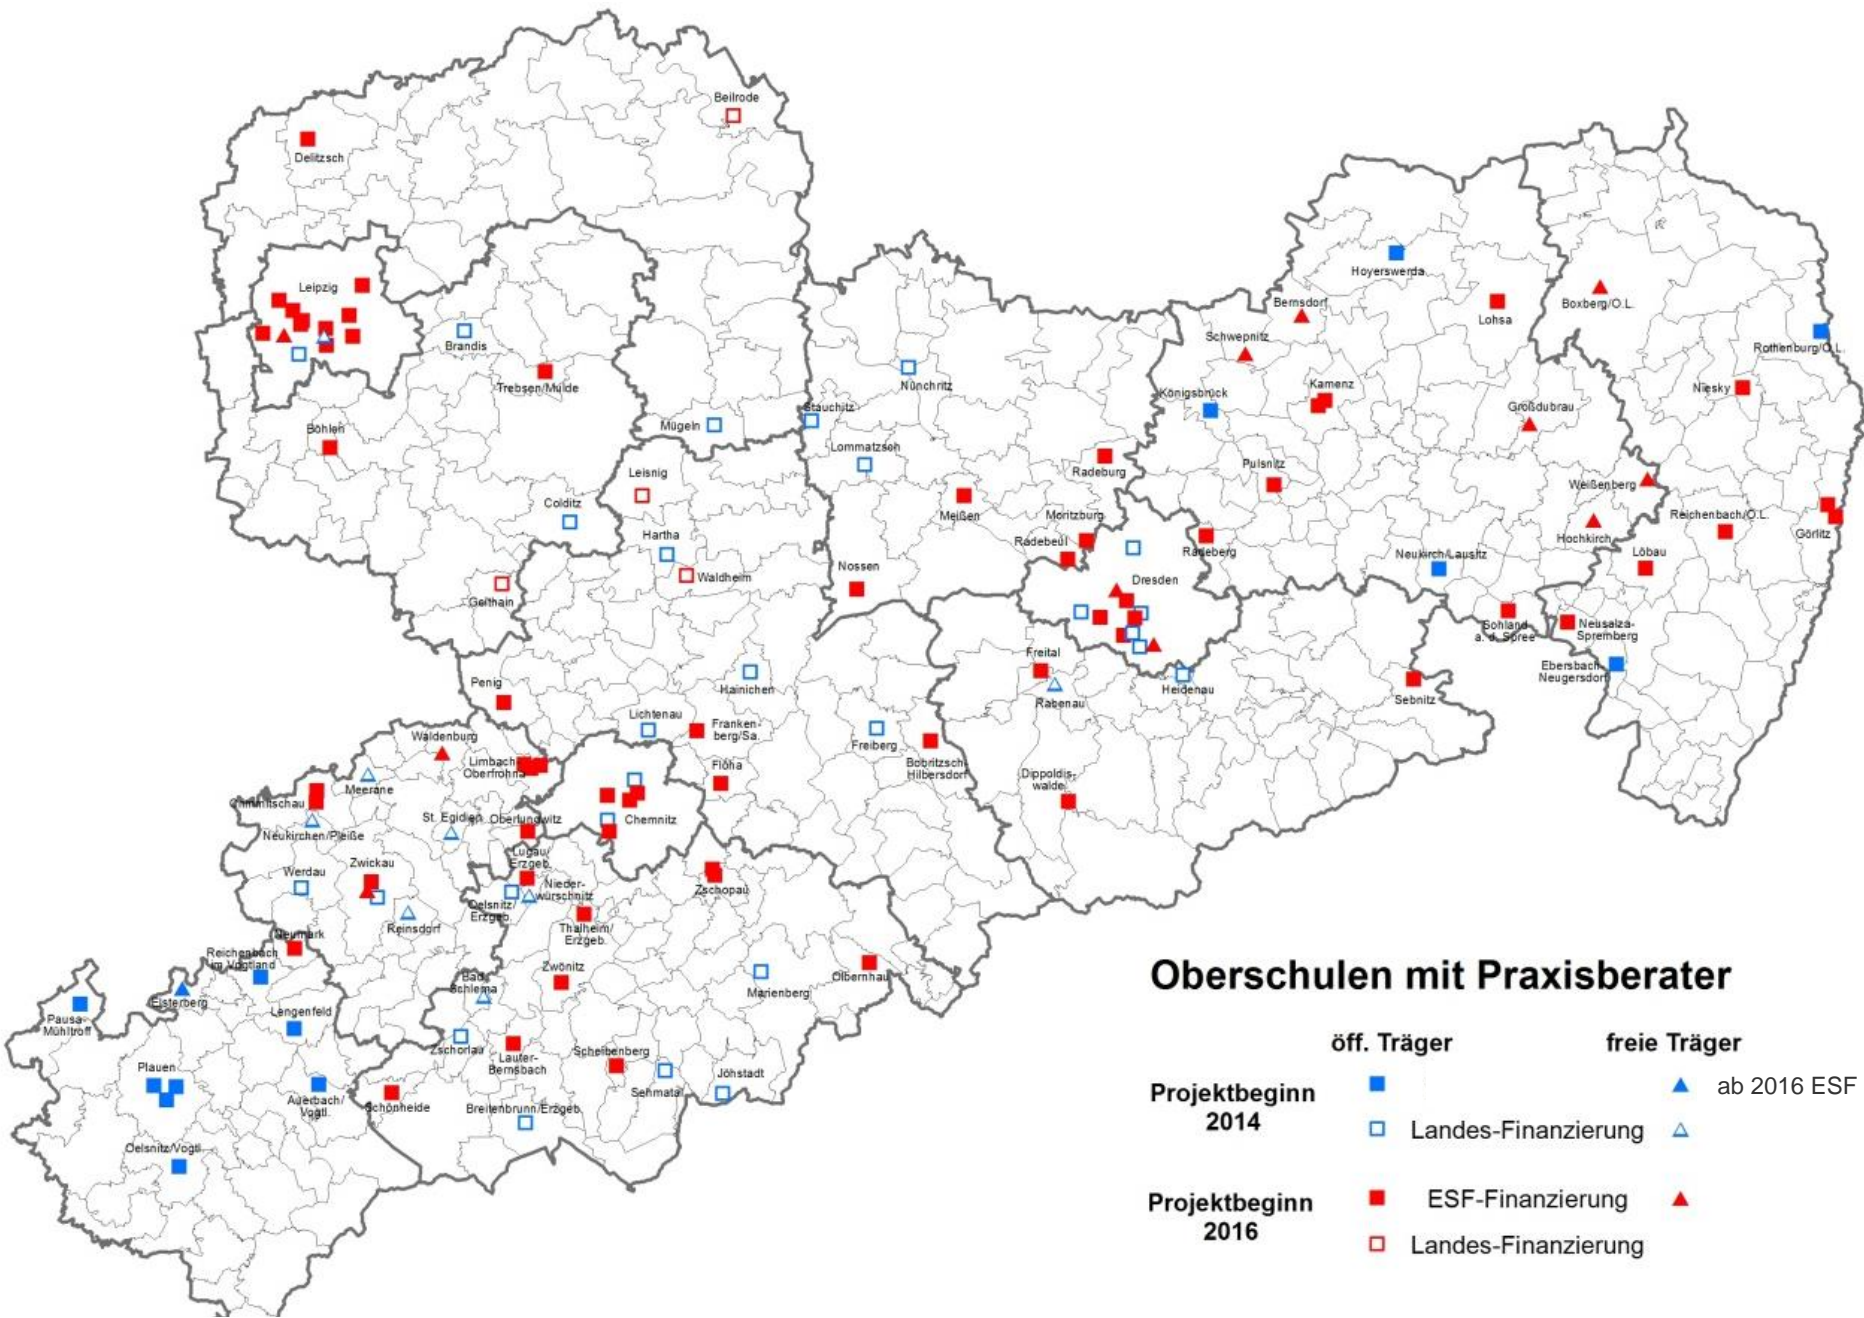 Beilrode
Delitzsch
Leipzig
Hoyerswerda
Boxberg/O.L.
Bernsdorf
Lohsa
Brandis
Schwepnitz
Rothenburg/O.L.
Trebsen/Mulde
Nünchritz
Königsbrück
Kamenz
Niesky
Stauchitz
Großdubrau
Mügeln
Böhlen
Lommatzsch
Radeburg
Pulsnitz
Leisnig
Weißenberg
Colditz
Meißen
Moritzburg
Reichenbach/O.L.
Hartha
Radebeul
Radeberg
Hochkirch
Görlitz
Neukirch/Lausitz
Löbau
Nossen
Waldheim
Dresden
Geithain
Sohland
a. d. Spree
Neusalza-
Spremberg
Freital
Ebersbach-
Neugersdorf
Penig
Hainichen
Rabenau
Heidenau
Sebnitz
Lichtenau
Franken-
berg/Sa.
Waldenburg
Freiberg
Limbach-
Oberfrohna
Flöha
Bobritzsch-
Hilbersdorf
Dippoldis-
walde
Meerane
Crimmitschau
St. Egidien
Oberlungwitz
Chemnitz
Neukirchen/Pleiße
Lugau/
Erzgeb.
Zwickau
Werdau
Nieder-
würschnitz
Zschopau
Oelsnitz/
Erzgeb.
Reinsdorf
Thalheim/
Erzgeb.
Neumark
Reichenbach
im Vogtland
Zwönitz
Olbernhau
Bad
Schlema
Marienberg
Elsterberg
Pausa-
Mühltroff
Lengenfeld
Zschorlau
Lauter-
Bernsbach
Scheibenberg
Plauen
Sehmatal
Jöhstadt
Auerbach/
Vogtl.
Schönheide
Breitenbrunn/Erzgeb.
Oelsnitz/Vogtl.
Oberschulen mit Praxisberater
öff. Träger freie Träger
Projektbeginn
2014
ab 2016 ESF
Landes-Finanzierung
Projektbeginn
2016
ESF-Finanzierung
Landes-Finanzierung